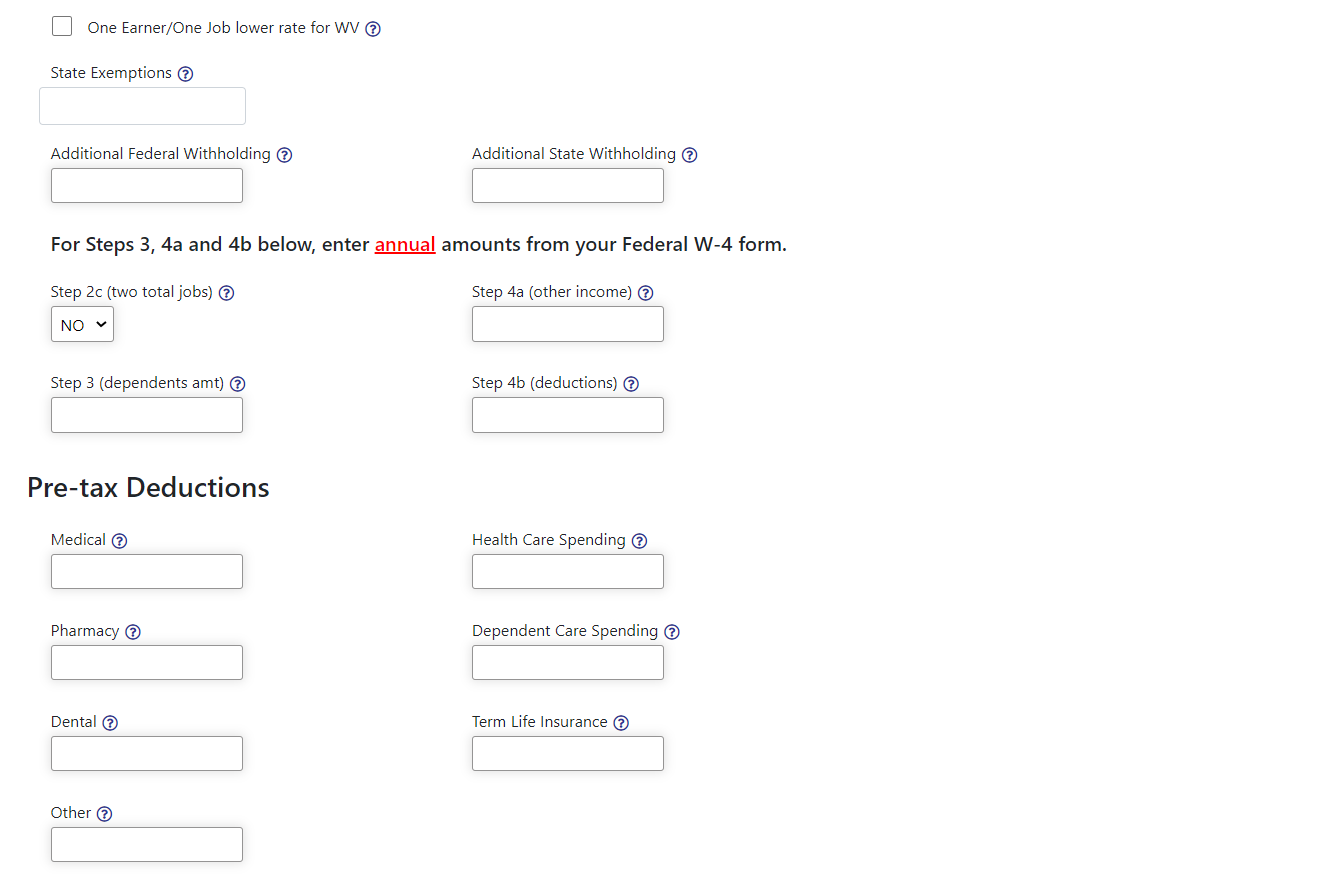 One Earner/One Job lower rate for WV ?
State Exemptions ?
Additional Federal Withholding ?
Additional State Withholding ?
For Steps 3, 4a and 4b below, enter annual amounts from your Federal W-4 form.
Step 2c (two total jobs) ?
Step 4a (other income) ?
NO
Step 3 (dependents amt) ?
Step 4b (deductions) ?
Pre-tax Deductions
Medical ?
Health Care Spending ?
Pharmacy ?
Dependent Care Spending ?
Dental ?
Term Life Insurance ?
Other ?